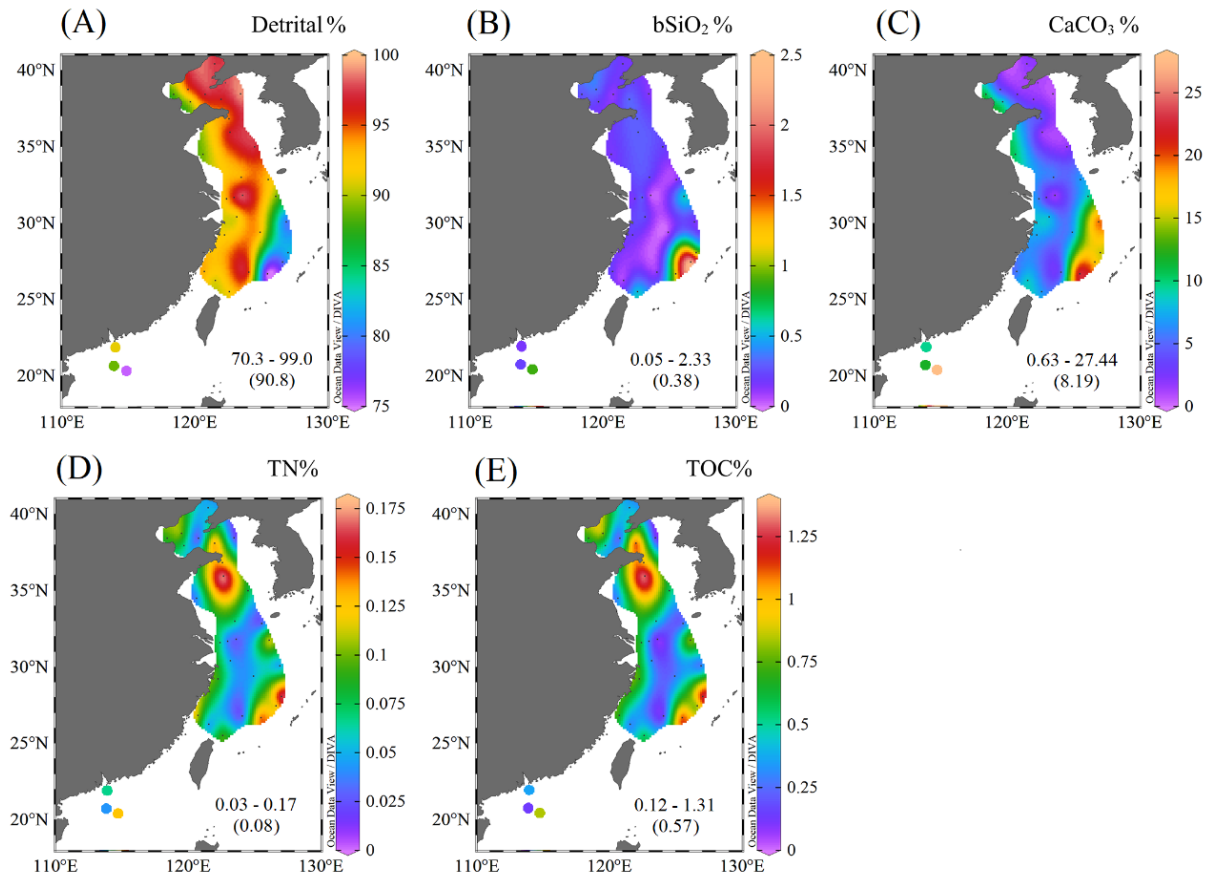 (A)
Detrital %
(B)
bSiO₂ %
(C)
CaCO₃ %
40°N
35°N
30°N
25°N
20°N
110°E
120°E
130°E
70.3 - 99.0
(90.8)
Ocean Data View / DIVA
100
95
90
85
80
75
40°N
35°N
30°N
25°N
20°N
110°E
120°E
130°E
0.05 - 2.33
(0.38)
Ocean Data View / DIVA
2.5
2
1.5
1
0.5
0
40°N
35°N
30°N
25°N
20°N
110°E
120°E
130°E
0.63 - 27.44
(8.19)
Ocean Data View / DIVA
25
20
15
10
5
0
(D)
TN%
(E)
TOC%
40°N
35°N
30°N
25°N
20°N
110°E
120°E
130°E
0.03 - 0.17
(0.08)
Ocean Data View / DIVA
0.175
0.15
0.125
0.1
0.075
0.05
0.025
0
40°N
35°N
30°N
25°N
20°N
110°E
120°E
130°E
0.12 - 1.31
(0.57)
Ocean Data View / DIVA
1.25
1
0.75
0.5
0.25
0